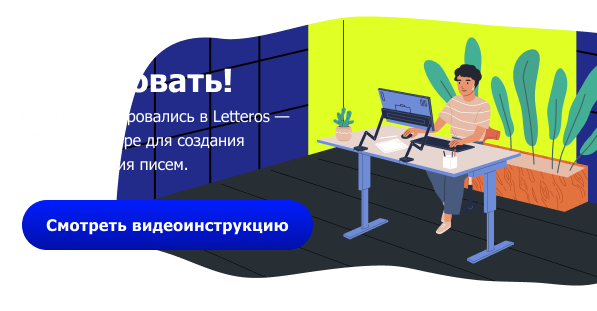 овать!
ровались в Letteros —
ре для создания
ия писем.
Смотреть видеоинструкцию